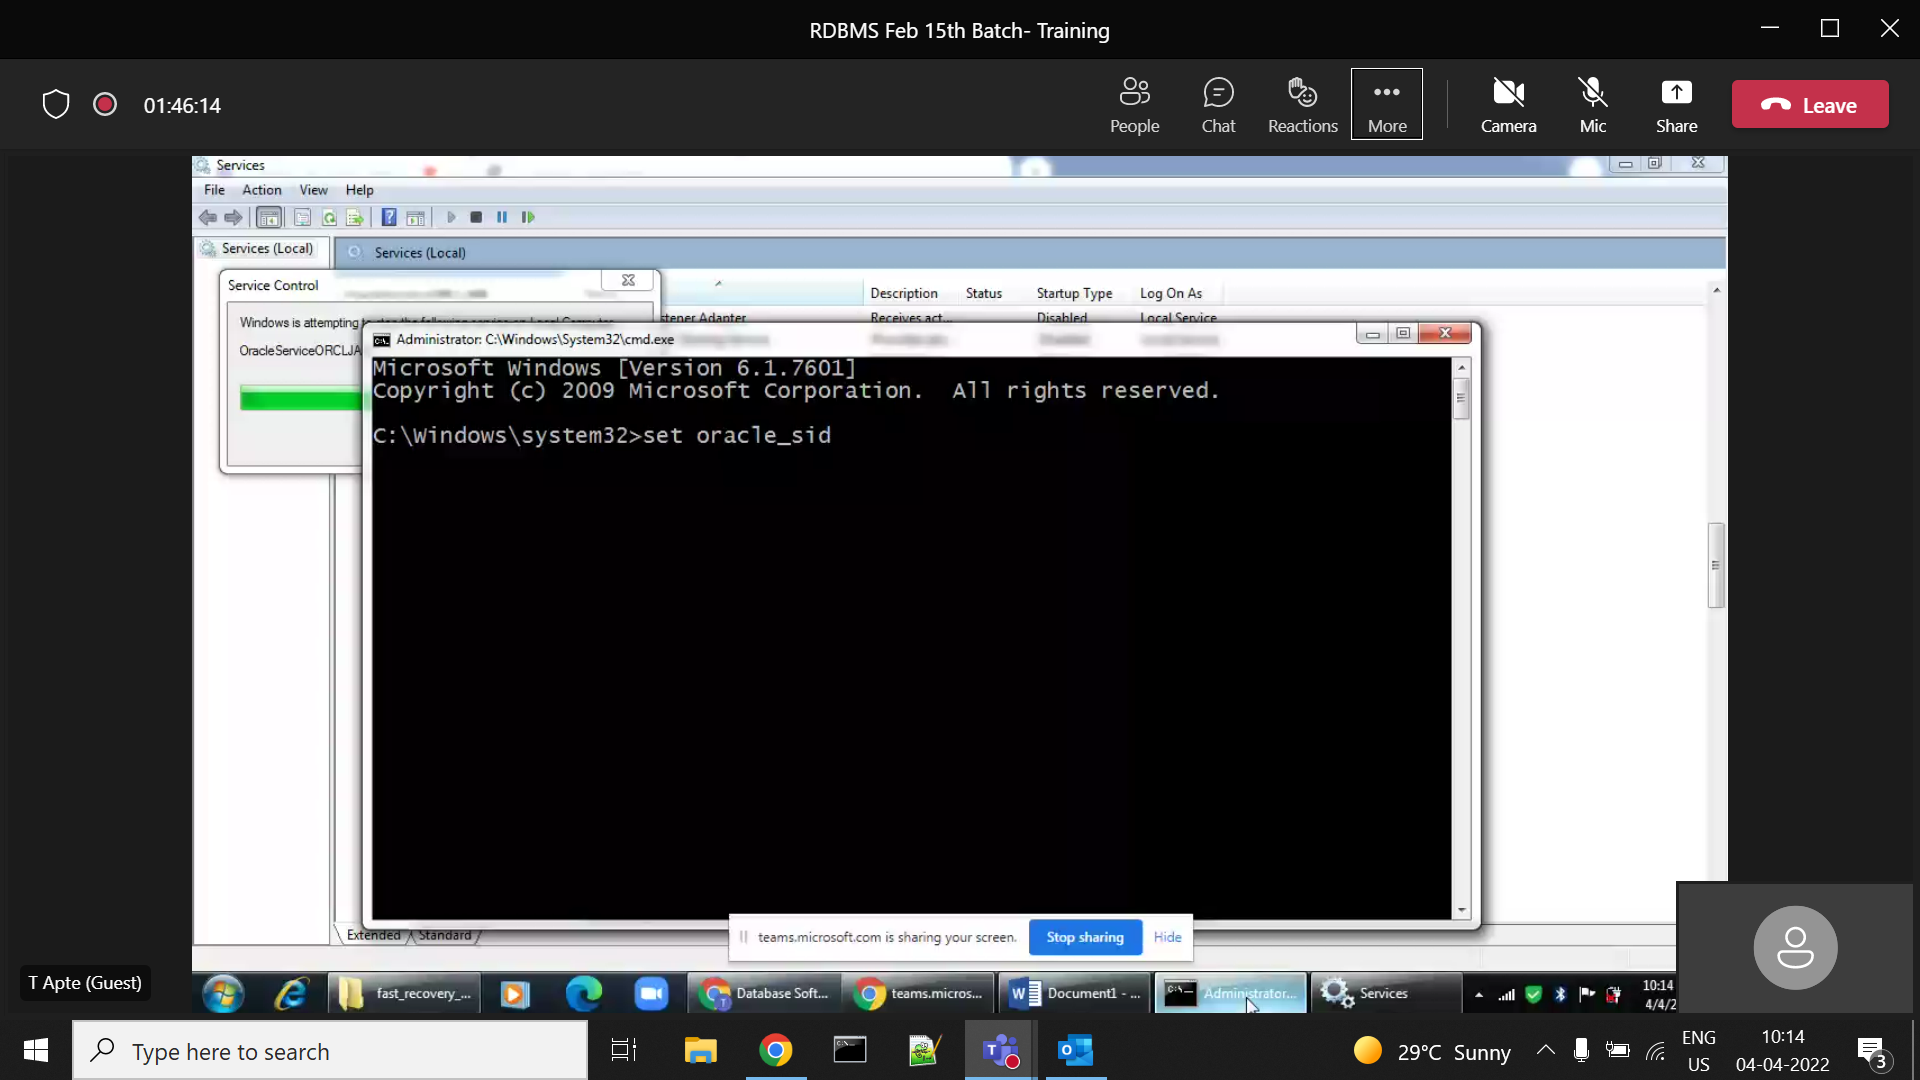 RDBMS Feb 15th Batch- Training
01:46:14
People
Chat
Reactions
More
Camera
Mic
Share
Leave
Services
File Action View Help
Services (Local)
Services (Local)
Service Control
Description Status Startup Type Log On As
Windows is attempting to
stener Adapter Receives act... Disabled Local Service
OracleServiceORCLJA
Administrator: C:\Windows\System32\cmd.exe
Microsoft Windows [Version 6.1.7601]
Copyright (c) 2009 Microsoft Corporation. All rights reserved.
C:\Windows\system32>set oracle_sid
Extended Standard
teams.microsoft.com is sharing your screen. Stop sharing Hide
T Apte (Guest)
fast_recovery_...
Database Soft...
teams.micros...
Document1 - ...
Administrator...
Services
10:14
4/4/2
Type here to search
29°C Sunny
ENG
US
10:14
04-04-2022
3